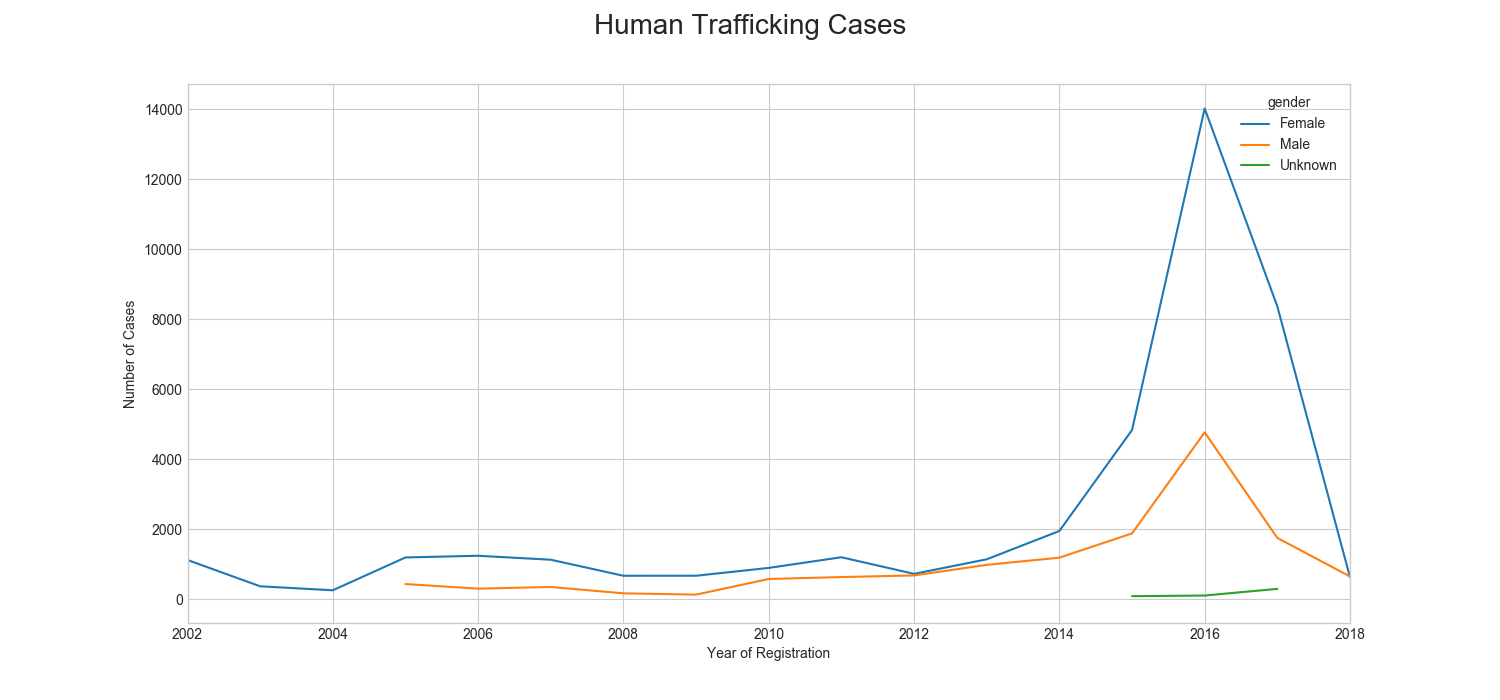 Human Trafficking Cases
gender
Female
Male
Unknown
14000
12000
10000
8000
6000
4000
2000
0
Number of Cases
2002 2004 2006 2008 2010 2012 2014 2016 2018
Year of Registration